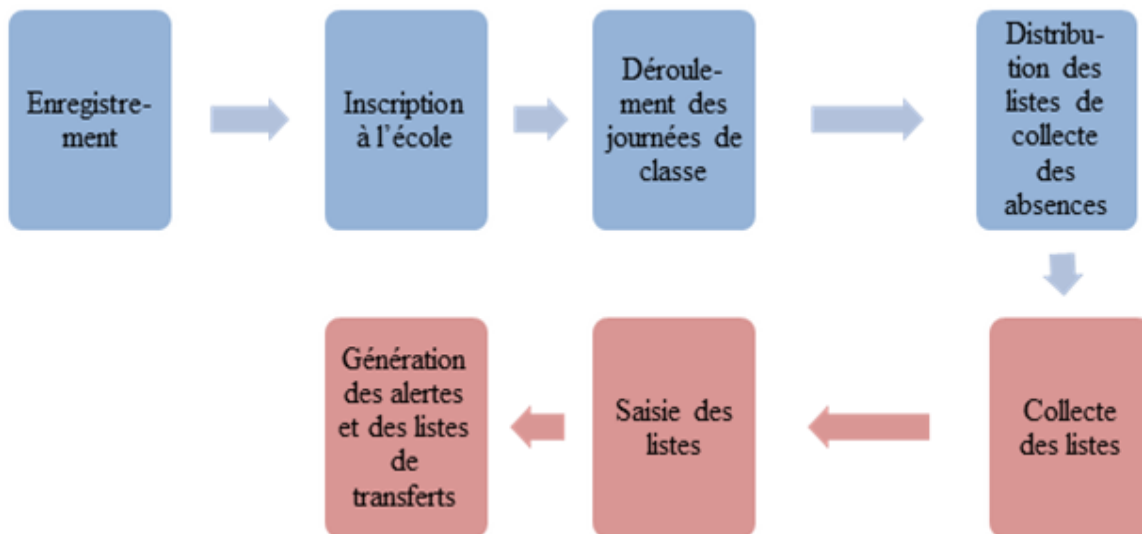 Enregistre-
ment
Inscription
à l’école
Déroule-
ment des
journées de
classe
Distribu-
tion des
listes de
collecte
des
absences
Collecte
des listes
Saisie des
listes
Génération
des alertes
et des listes
de
transferts